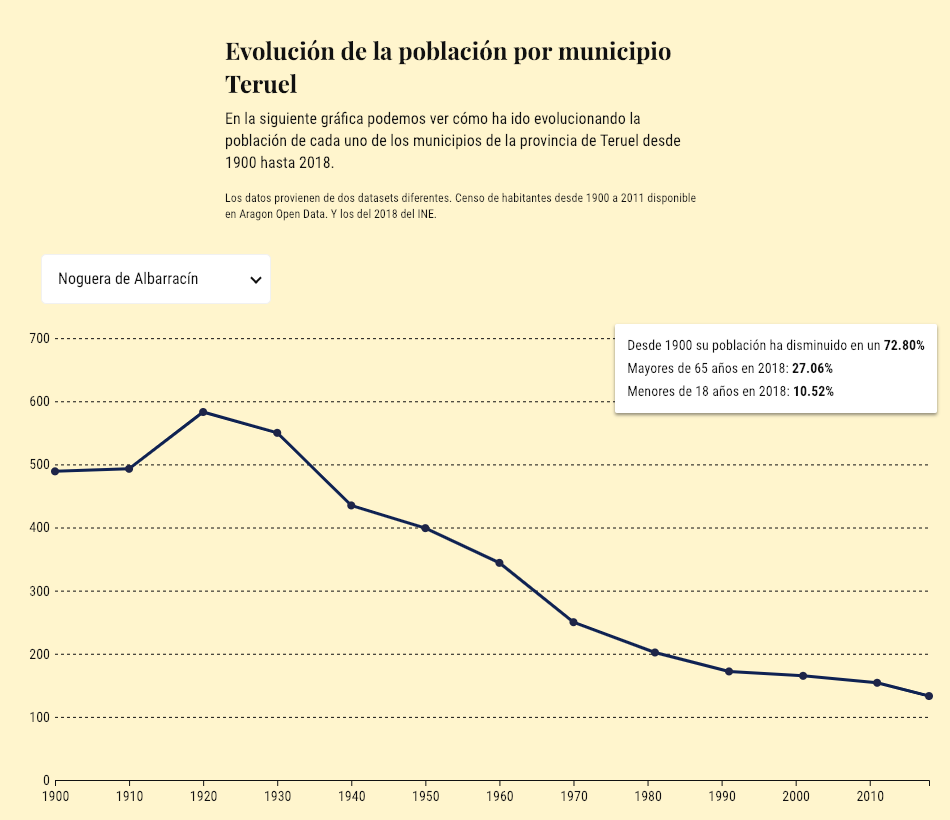 Evolución de la población por municipio
Teruel
En la siguiente gráfica podemos ver cómo ha ido evolucionando la
población de cada uno de los municipios de la provincia de Teruel desde
1900 hasta 2018.
Los datos provienen de dos datasets diferentes. Censo de habitantes desde 1900 a 2011 disponible
en Aragon Open Data. Y los del 2018 del INE.
Noguera de Albarracín
Desde 1900 su población ha disminuido en un 72.80%
Mayores de 65 años en 2018: 27.06%
Menores de 18 años en 2018: 10.52%
700
600
500
400
300
200
100
0
1900 1910 1920 1930 1940 1950 1960 1970 1980 1990 2000 2010